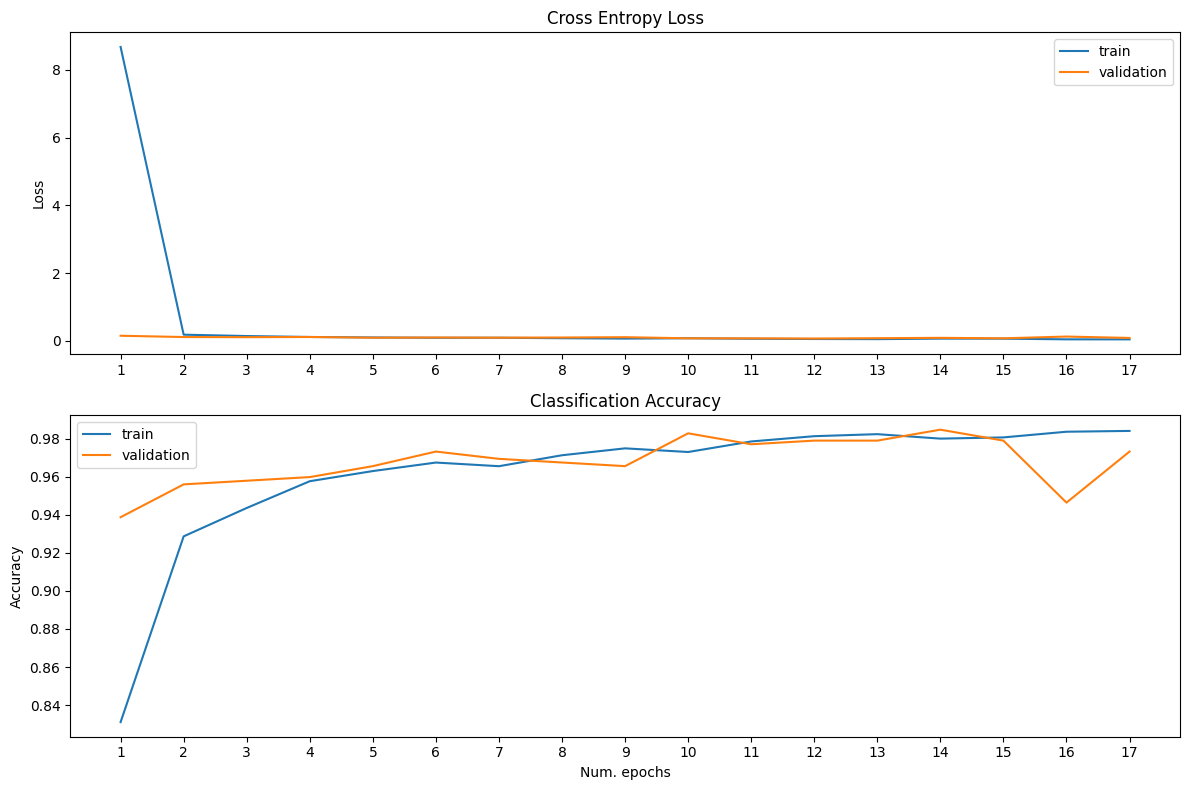 Cross Entropy Loss
8
6
4
2
0
Loss
train
validation
1 2 3 4 5 6 7 8 9 10 11 12 13 14 15 16 17
Classification Accuracy
0.98
0.96
0.94
0.92
0.90
0.88
0.86
0.84
Accuracy
train
validation
1 2 3 4 5 6 7 8 9 10 11 12 13 14 15 16 17
Num. epochs